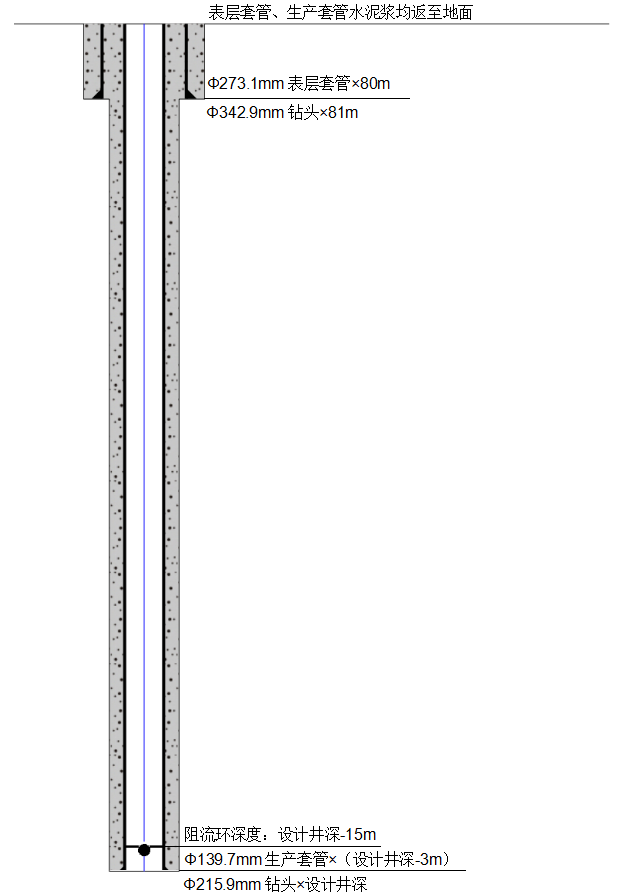 表层套管、生产套管水泥浆均返至地面
Φ273.1mm 表层套管×80m
Φ342.9mm 钻头×81m
阻流环深度：设计井深-15m
Φ139.7mm 生产套管×（设计井深-3m）
Φ215.9mm 钻头×设计井深